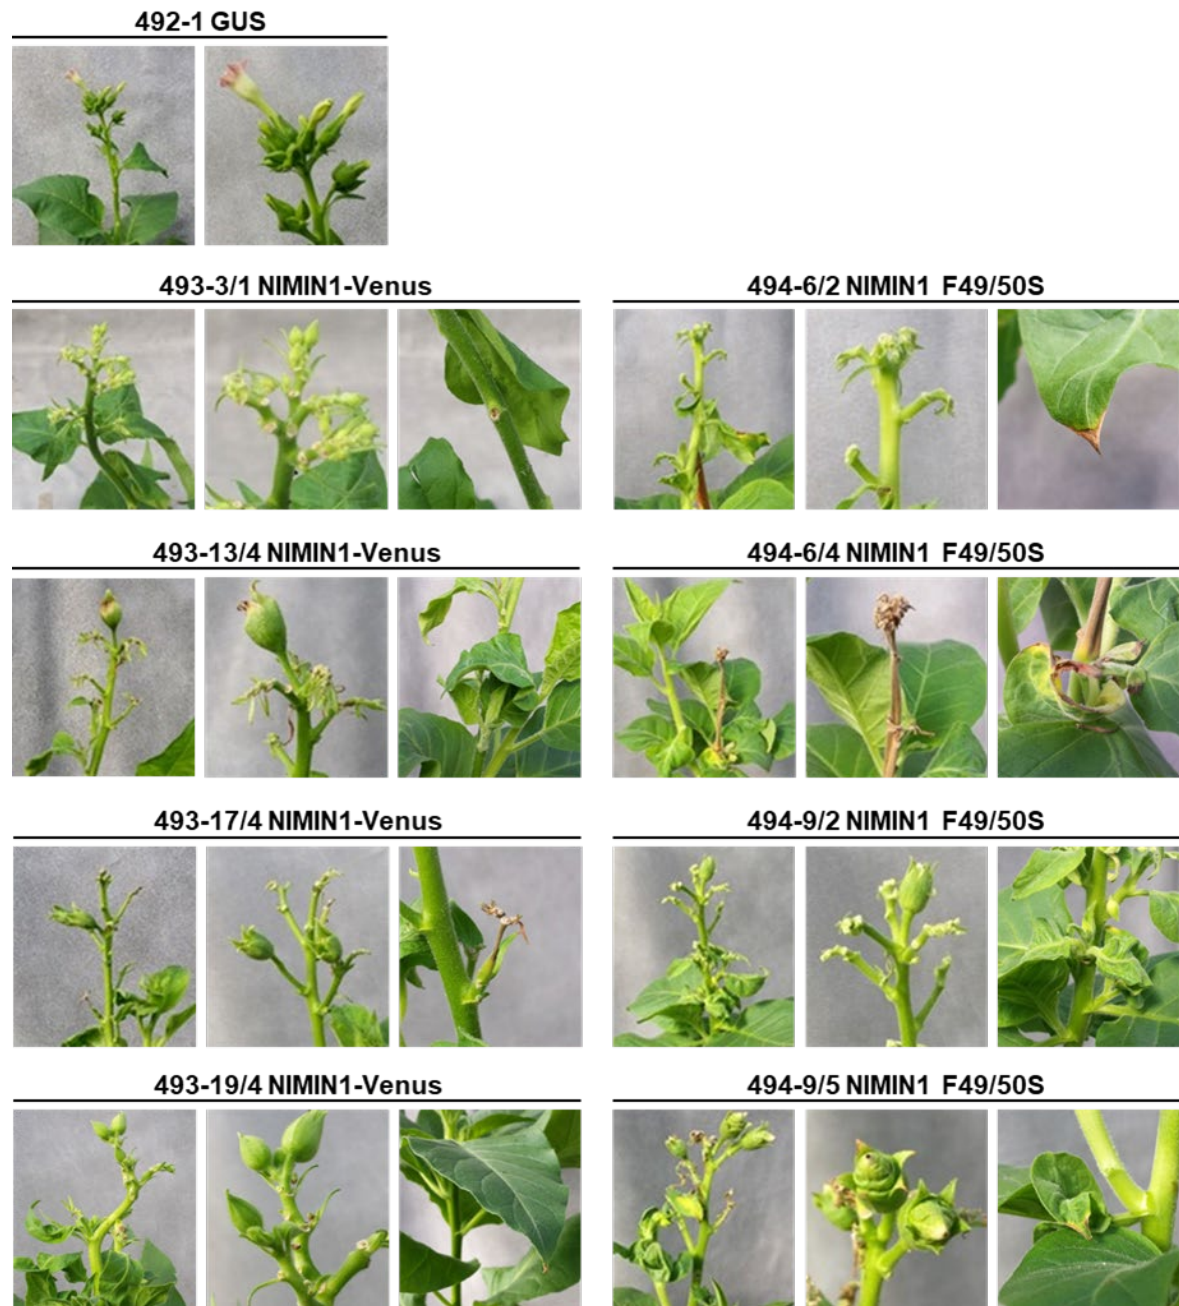 492-1 GUS
493-3/1 NIMIN1-Venus
494-6/2 NIMIN1 F49/50S
493-13/4 NIMIN1-Venus
494-6/4 NIMIN1 F49/50S
493-17/4 NIMIN1-Venus
494-9/2 NIMIN1 F49/50S
493-19/4 NIMIN1-Venus
494-9/5 NIMIN1 F49/50S